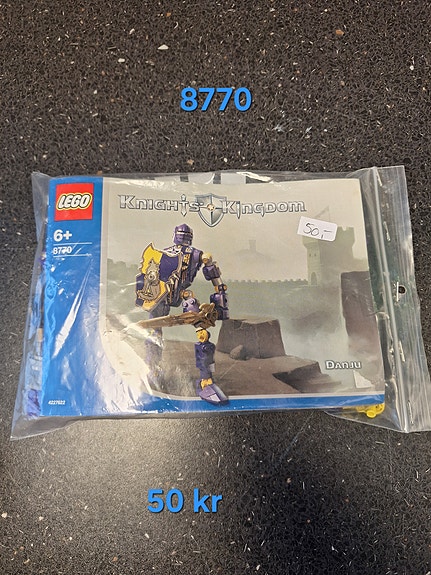 8770
LEGO
KNIGHTS KINGDOM
50,-
6+
8770
DANJU
4227622
50 kr